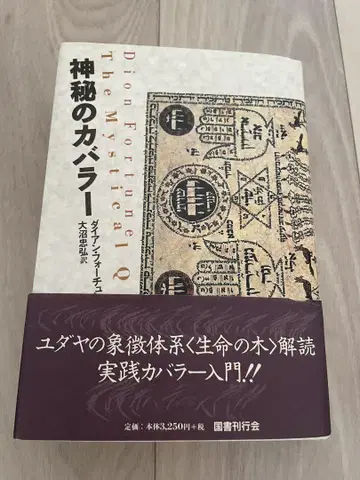 Dion Fortune
The Mystical Q
神秘のカバラー
ダイアン・フォーチュ
大沼忠弘訳
ユダヤの象徴体系〈生命の木〉解読
実践カバラー入門!!
定価:本体3,250円+税
国書刊行会